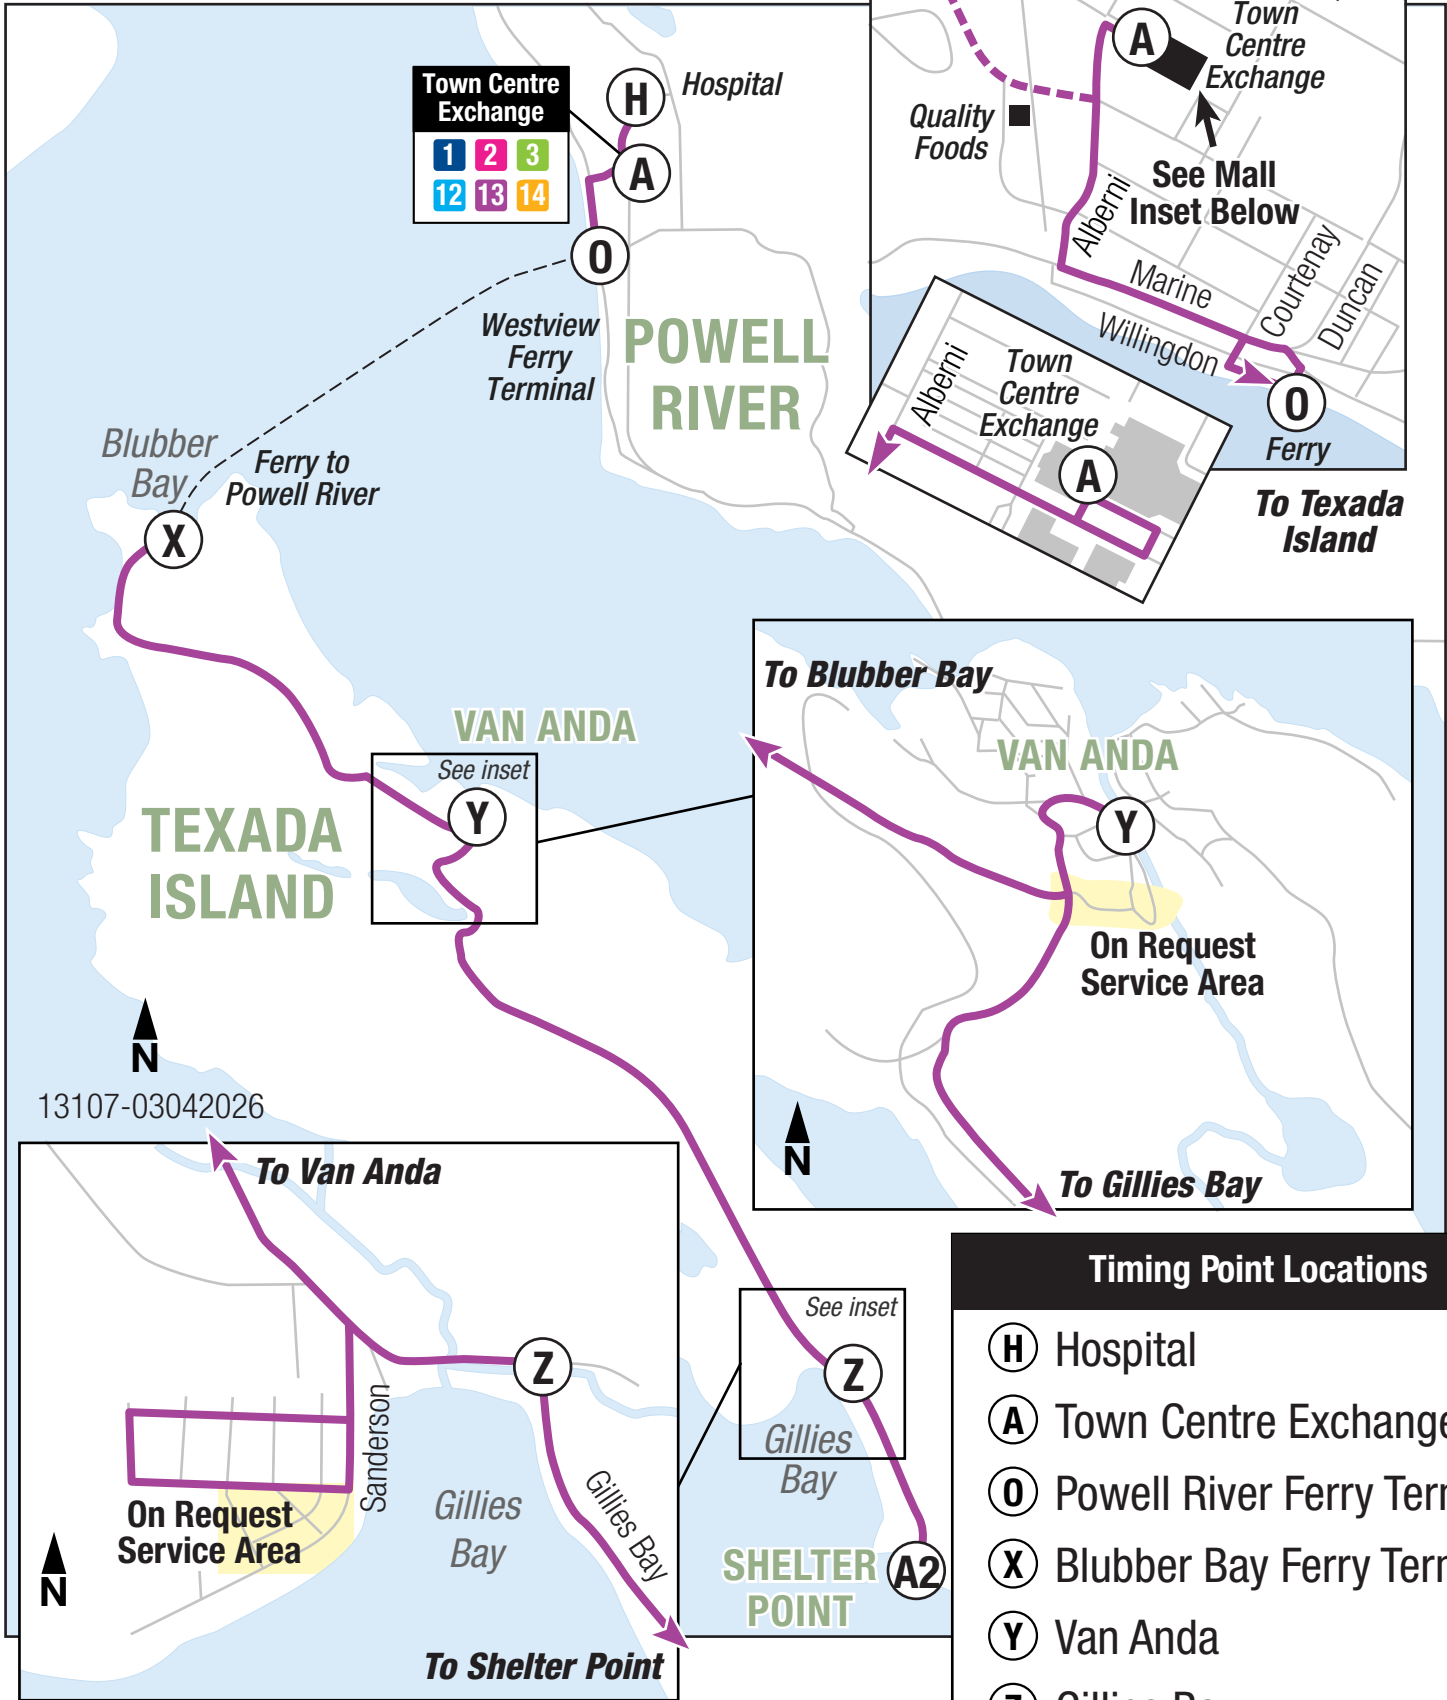 Town Centre
Exchange
1 2 3
12 13 14
H
Hospital
A
O
Westview
Ferry
Terminal
POWELL
RIVER
Blubber
Bay
Ferry to
Powell River
X
A
Town
Centre
Exchange
Quality
Foods
See Mall
Inset Below
Alberni
Marine
Courtenay
Duncan
Willingdon
O
Ferry
Alberni
Town
Centre
Exchange
A
To Texada
Island
VAN ANDA
See inset
Y
TEXADA
ISLAND
N
13107-03042026
To Blubber Bay
VAN ANDA
Y
On Request
Service Area
N
To Gillies Bay
To Van Anda
Z
Sanderson
On Request
Service Area
N
Gillies
Bay
Gillies Bay
To Shelter Point
See inset
Z
Gillies
Bay
SHELTER
POINT
A2
Timing Point Locations
H Hospital
A Town Centre Exchange
O Powell River Ferry
X Blubber Bay Ferry
Y Van Anda
Z Gillies